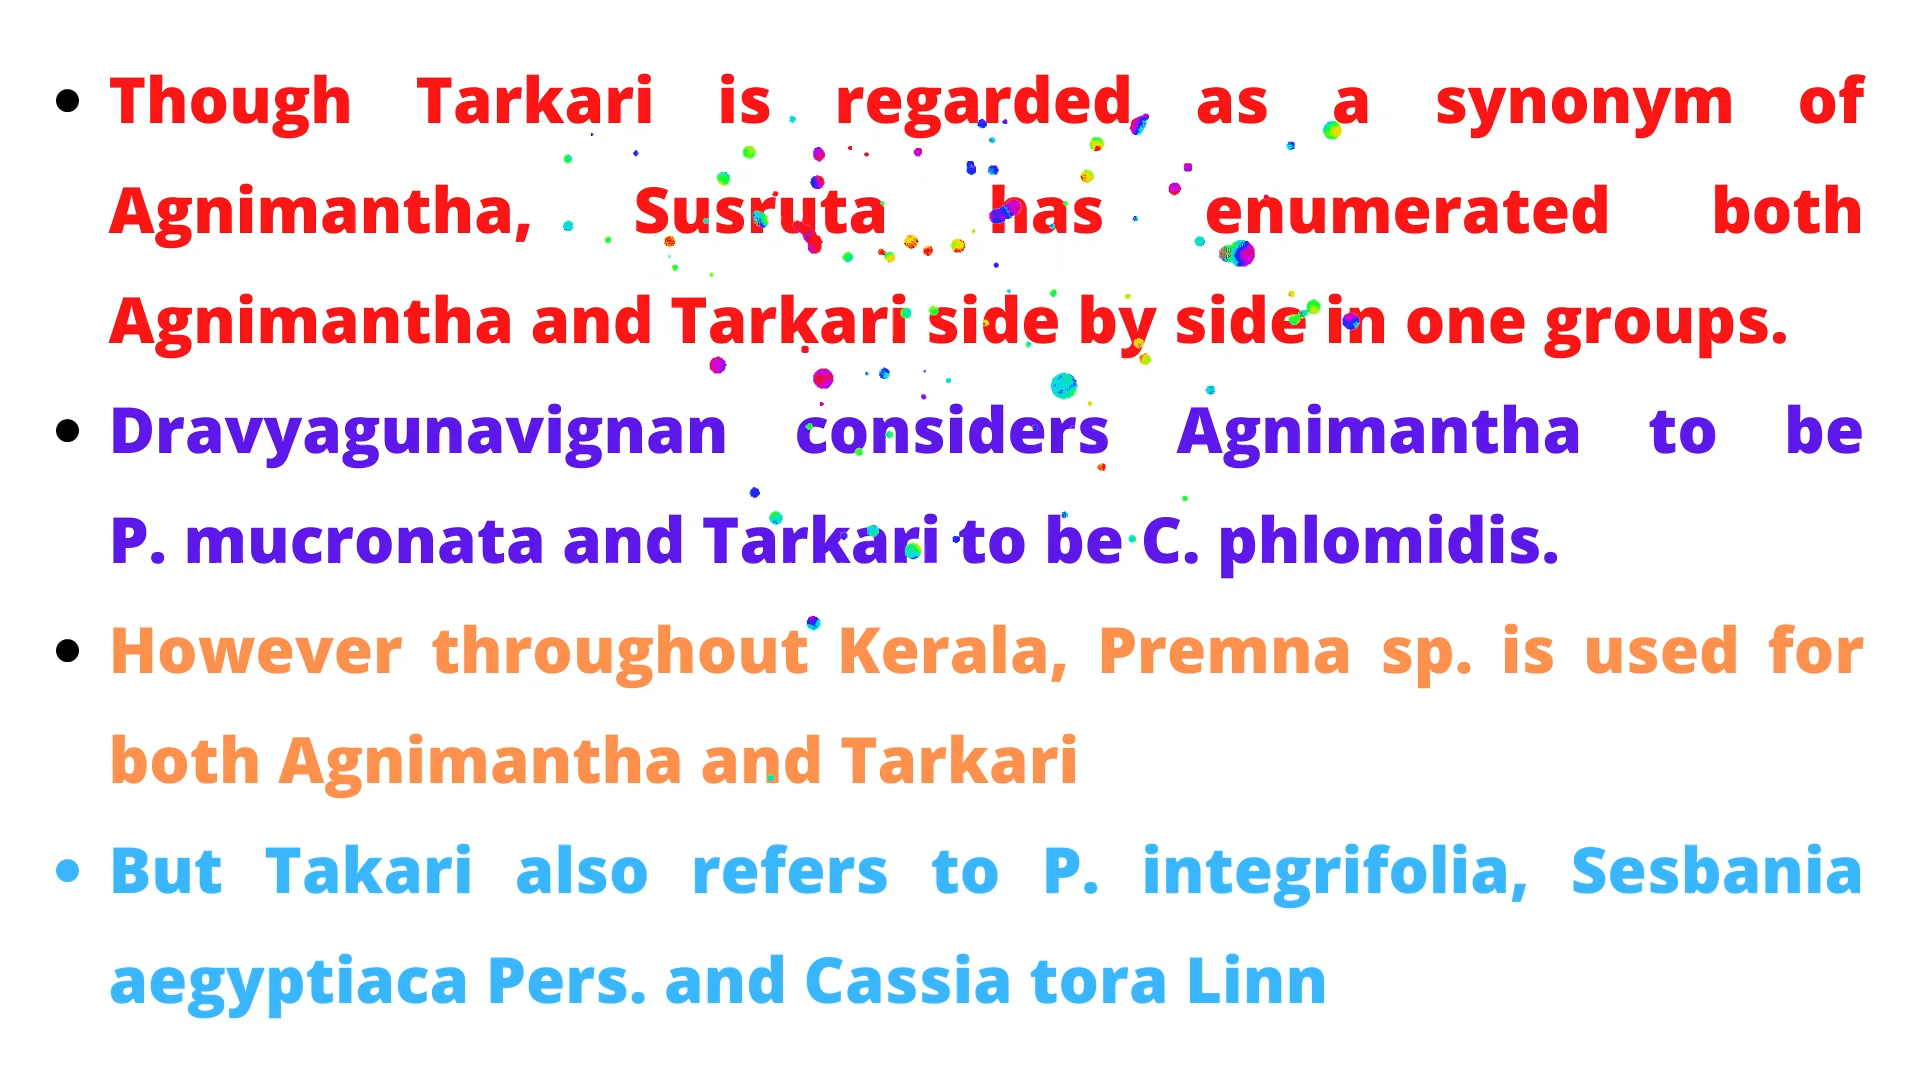 Though Tarkari is regarded as a synonym of
Agnimantha, Susruta has enumerated both
Agnimantha and Tarkari side by side in one groups.
Dravyagunavignan considers Agnimantha to be
P. mucronata and Tarkari to be C. phlomidis.
However throughout Kerala, Premna sp. is used for
both Agnimantha and Tarkari
But Takari also refers to P. integrifolia, Sesbania
aegyptiaca Pers. and Cassia tora Linn